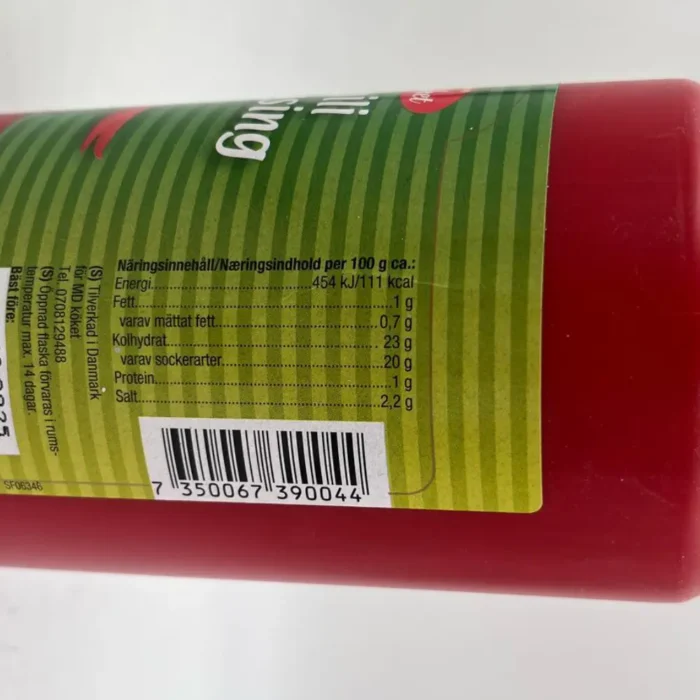 Näringsinnehåll/Næringsindhold per 100 g ca.:
Energi..............................454 kJ/111 kcal
Fett..............................1 g
varav mättat fett..............................0,7 g
Kolhydrat..............................23 g
varav sockerarter..............................20 g
Protein..............................1 g
Salt..............................2,2 g
7 350067 390044
(S) Tillverkad i Danmark
för MD köket
Tel. 0708129488
(S) Öppnad flaska förvaras i rums-
temperatur max. 14 dagar.
Bäst före:
SF06346